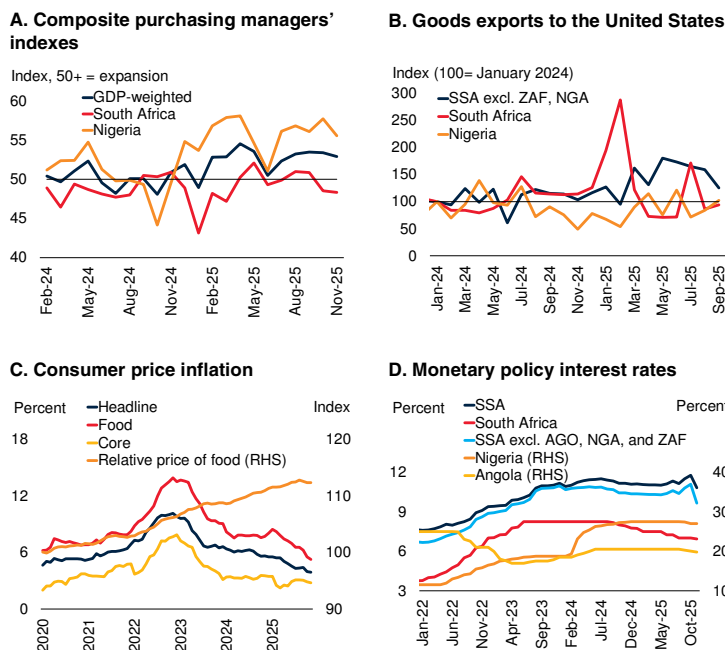 A. Composite purchasing managers’
indexes
Index, 50+ = expansion
GDP-weighted
South Africa
Nigeria
60
55
50
45
40
Feb-24
May-24
Aug-24
Nov-24
Feb-25
May-25
Aug-25
Nov-25
B. Goods exports to the United States
Index (100= January 2024)
SSA excl. ZAF, NGA
South Africa
Nigeria
300
250
200
150
100
50
0
Jan-24
Mar-24
May-24
Jul-24
Sep-24
Nov-24
Jan-25
Mar-25
May-25
Jul-25
Sep-25
C. Consumer price inflation
Percent
Index
Headline
Food
Core
Relative price of food (RHS)
18
12
6
0
120
110
100
90
2020
2021
2022
2023
2024
2025
D. Monetary policy interest rates
Percent
Percent
SSA
South Africa
SSA excl. AGO, NGA, and ZAF
Nigeria (RHS)
Angola (RHS)
12
9
6
3
40
30
20
10
Jan-22
Jun-22
Nov-22
Apr-23
Sep-23
Feb-24
Jul-24
Dec-24
May-25
Oct-25